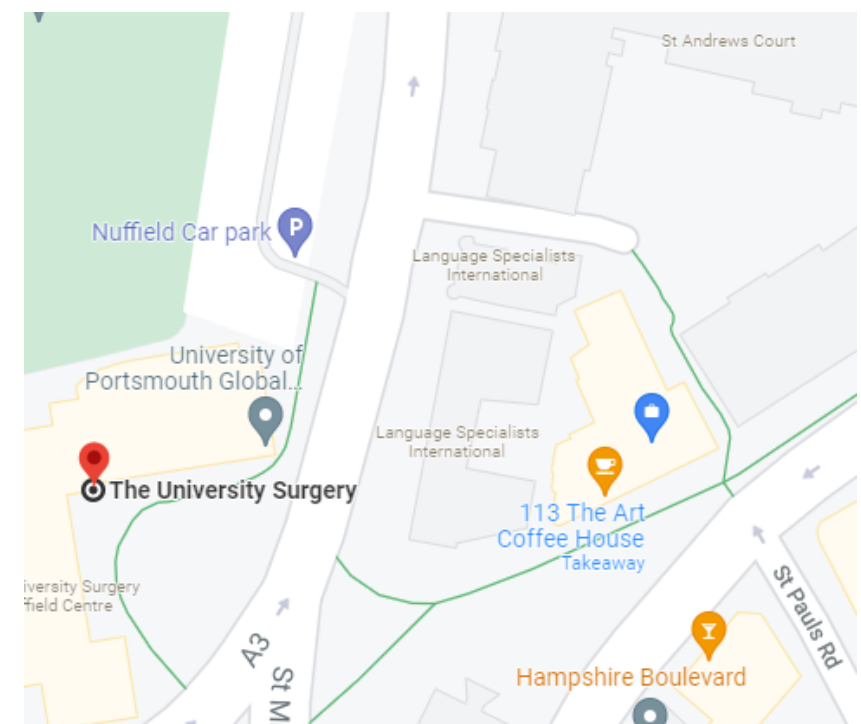 St Andrews Court
P
Nuffield Car park
Language Specialists
International
University of
Portsmouth Global...
Language Specialists
International
The University Surgery
113 The Art
Coffee House
Takeaway
iversity Surgery
ffield Centre
St Pauls Rd
A3
St M
Hampshire Boulevard